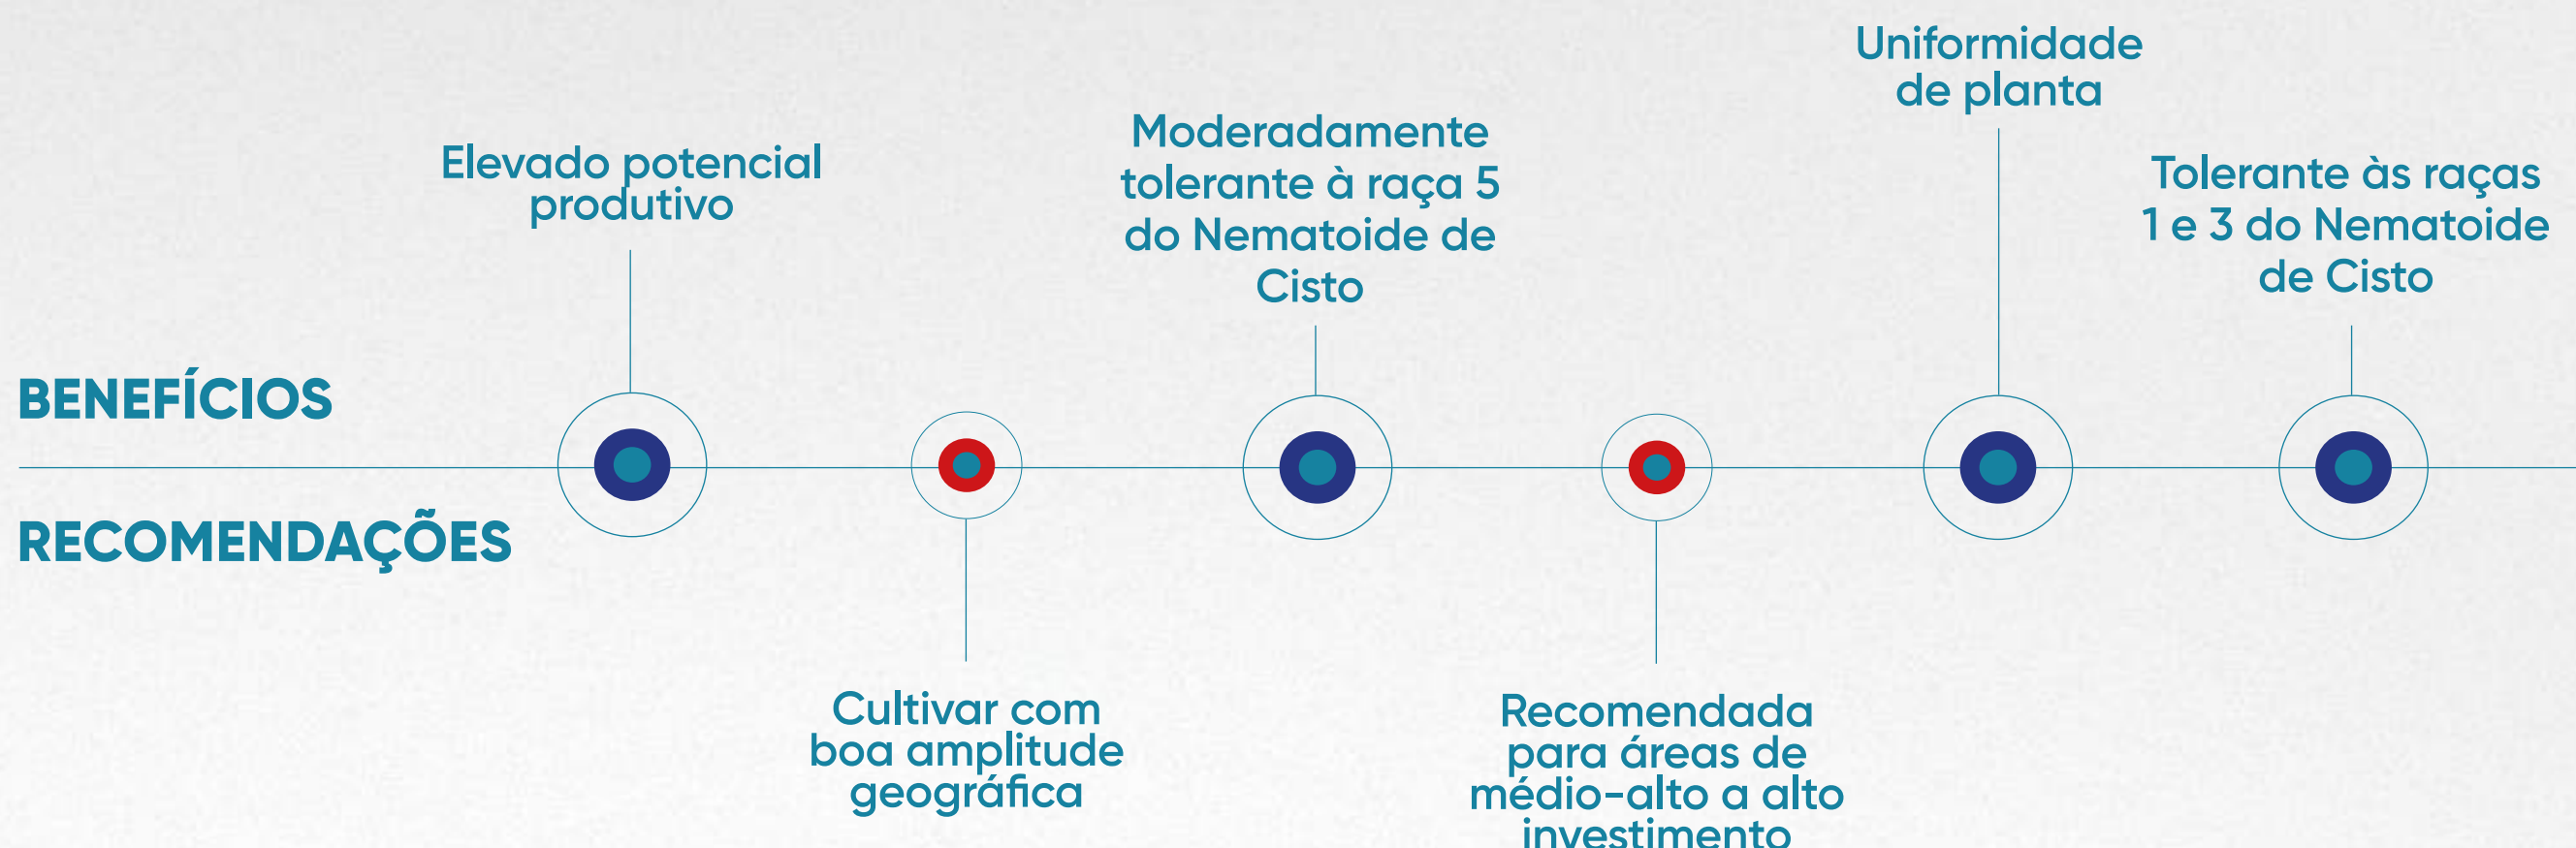 BENEFÍCIOS
Elevado potencial
produtivo
Moderadamente
tolerante à raça 5
do Nematoide de
Cisto
Uniformidade
de planta
Tolerante às raças
1 e 3 do Nematoide
de Cisto
RECOMENDAÇÕES
Cultivar com
boa amplitude
geográfica
Recomendada
para áreas de
médio-alto a alto
investimento